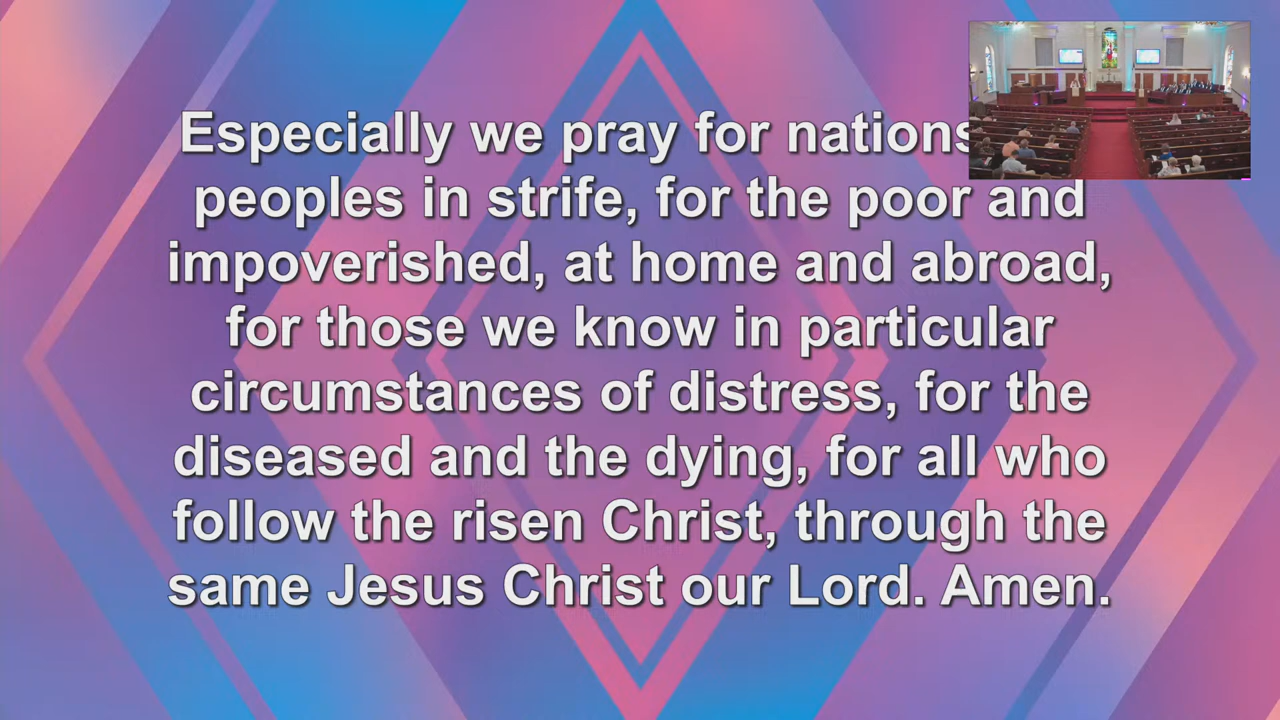 Especially we pray for nations
peoples in strife, for the poor and
impoverished, at home and abroad,
for those we know in particular
circumstances of distress, for the
diseased and the dying, for all who
follow the risen Christ, through the
same Jesus Christ our Lord. Amen.